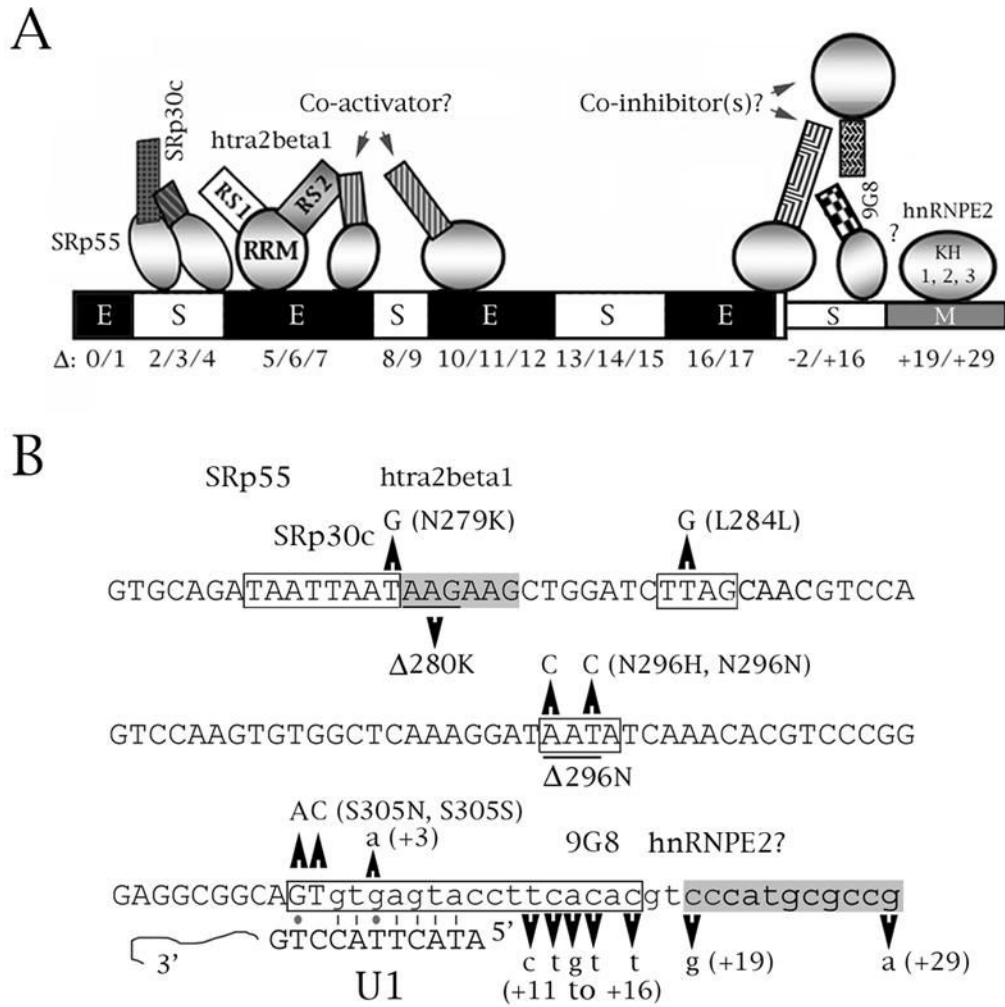 A
SRp30c
Co-activator?
Co-inhibitor(s)?
htra2beta1
RS1
RS2
9G8
SRp55
RRM
?
hnRNPE2
KH
1, 2, 3
E S E S E S E S M
Δ: 0/1 2/3/4 5/6/7 8/9 10/11/12 13/14/15 16/17 -2/+16 +19/+29
B
SRp55 htra2beta1
SRp30c G (N279K) G (L284L)
GTGCAGATAATTAATAAGAAGCTGGATCTTAGCAACGTCCA
Δ280K
C C (N296H, N296N)
GTCCAAGTGTGGCTCAAAGGATAATATCAAACACGTCCCGG
Δ296N
AC (S305N, S305S)
a (+3) 9G8 hnRNPE2?
GAGGCGGCAGTgtgagtaccttcacacgtcccatgcgccg
GTCCATTCATA 5’
3’ U1
c t g t t g (+19) a (+29)
(+11 to +16)